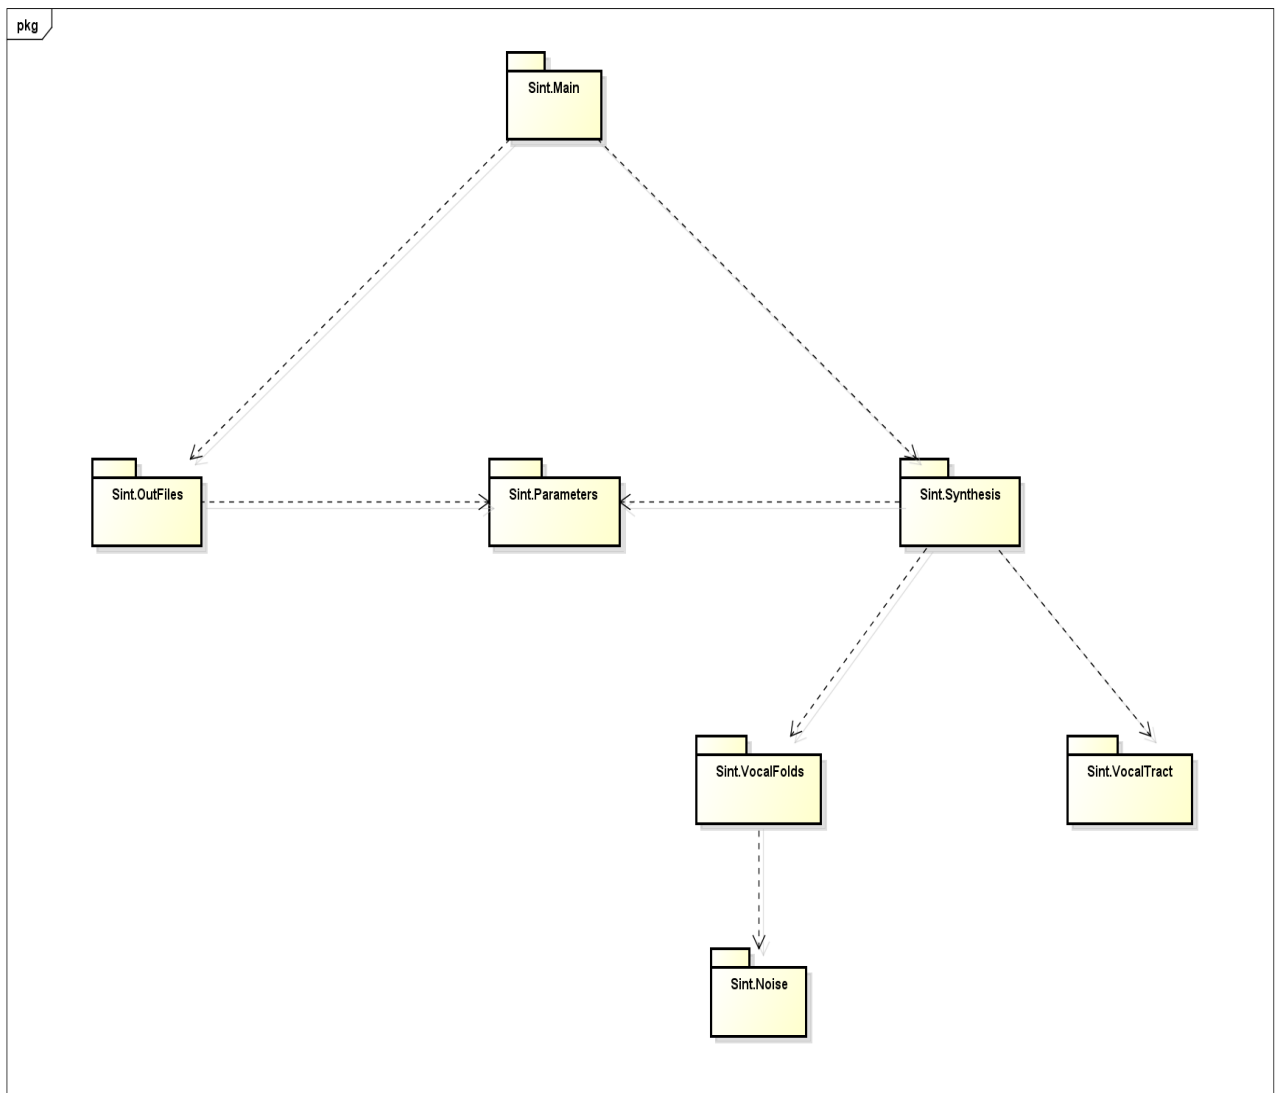 pkg
Sint.Main
Sint.OutFiles
Sint.Parameters
Sint.Synthesis
Sint.VocalFolds
Sint.VocalTract
Sint.Noise